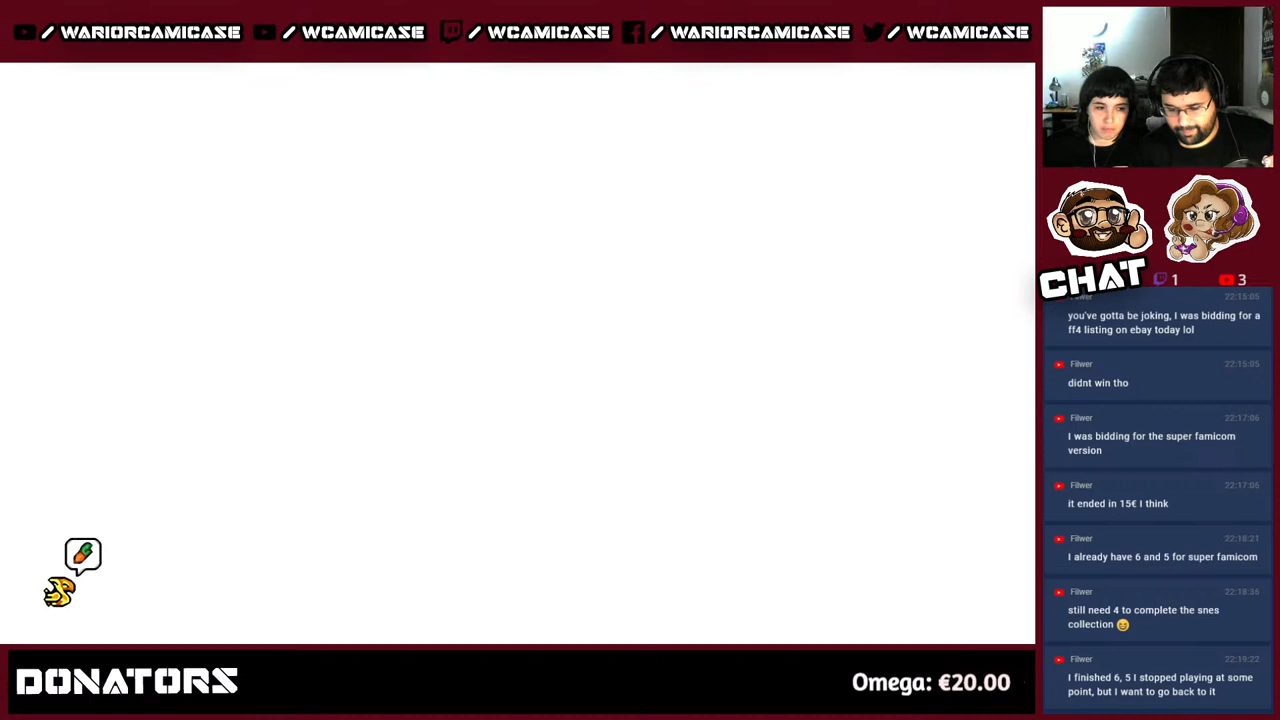 / WARIORCAMICASE / WCAMICASE / WCAMICASE / WARIORCAMICASE / WCAMICASE
CHAT
1 3
22:15:05
you've gotta be joking, I was bidding for a
ff4 listing on ebay today lol
Filwer 22:15:05
didnt win tho
Filwer 22:17:06
I was bidding for the super famicom
version
Filwer 22:17:06
it ended in 15€ I think
Filwer 22:18:21
I already have 6 and 5 for super famicom
Filwer 22:18:36
still need 4 to complete the snes
collection 😄
Filwer 22:19:22
I finished 6, 5 I stopped playing at some
point, but I want to go back to it
DONATORS
Omega: €20.00